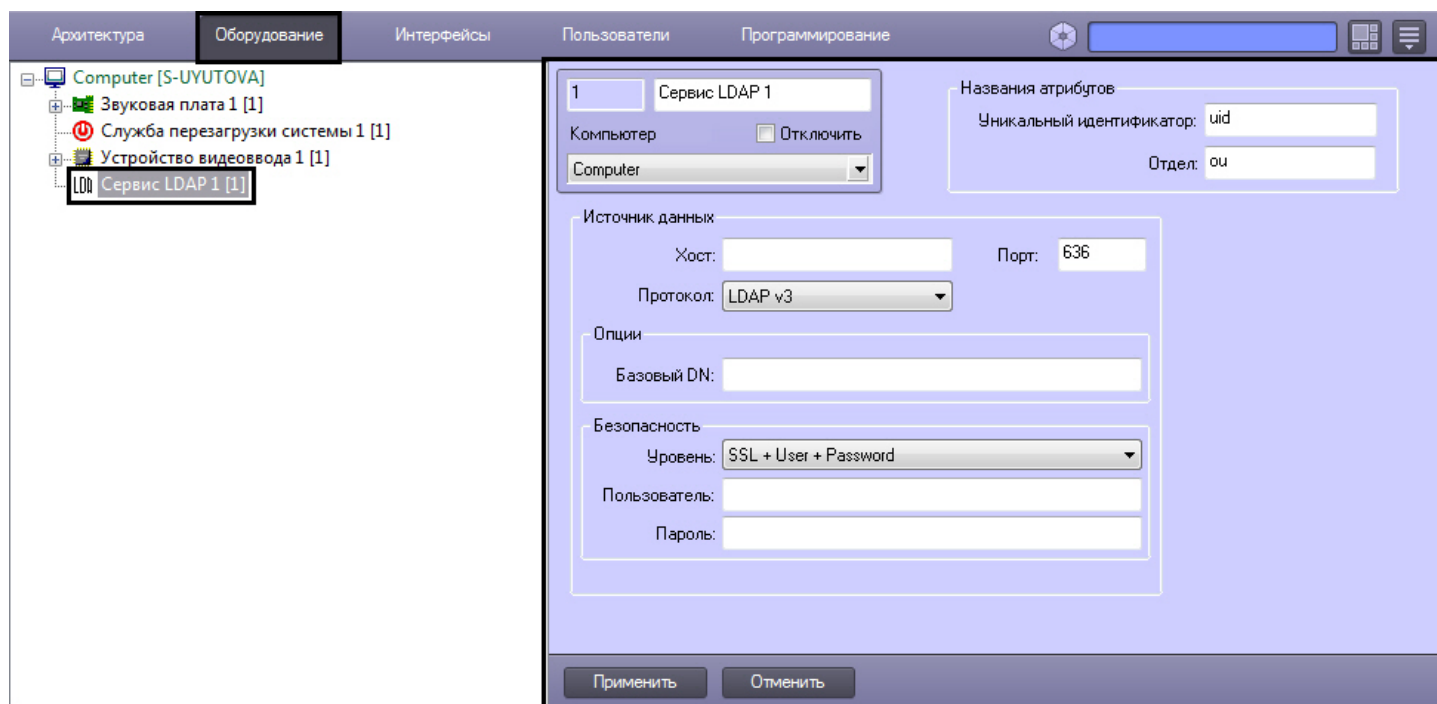 Архитектура Оборудование Интерфейсы Пользователи Программирование
Computer [S-UYUTOVA]
Звуковая плата 1 [1]
Служба перезагрузки системы 1 [1]
Устройство видеоввода 1 [1]
LDA Сервис LDAP 1 [1]
1 Сервис LDAP 1
Компьютер Отключить
Computer
Названия атрибутов
Уникальный идентификатор: uid
Отдел: ou
Источник данных
Хост: Порт: 636
Протокол: LDAP v3
Опции
Базовый DN:
Безопасность
Уровень: SSL + User + Password
Пользователь:
Пароль:
Применить Отменить